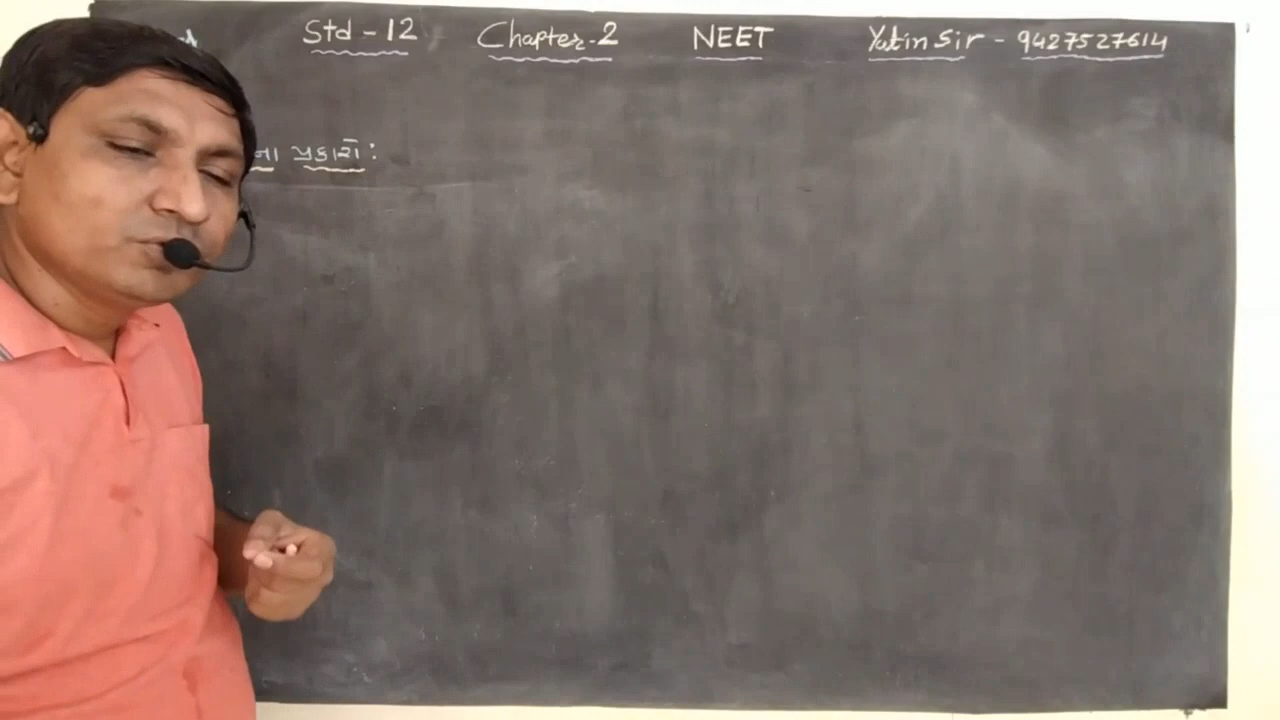 Std - 12 Chapter-2 NEET Yatin Sir - 9427527614
ના પ્રકારો :